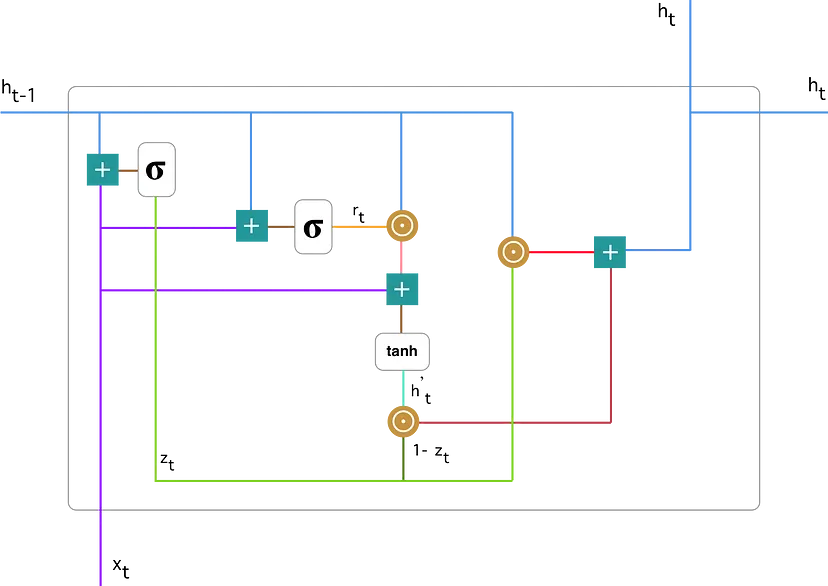 h_t
h_t-1
h_t
+
σ
+
σ
r_t
+
+
tanh
h'_t
1- z_t
z_t
x_t